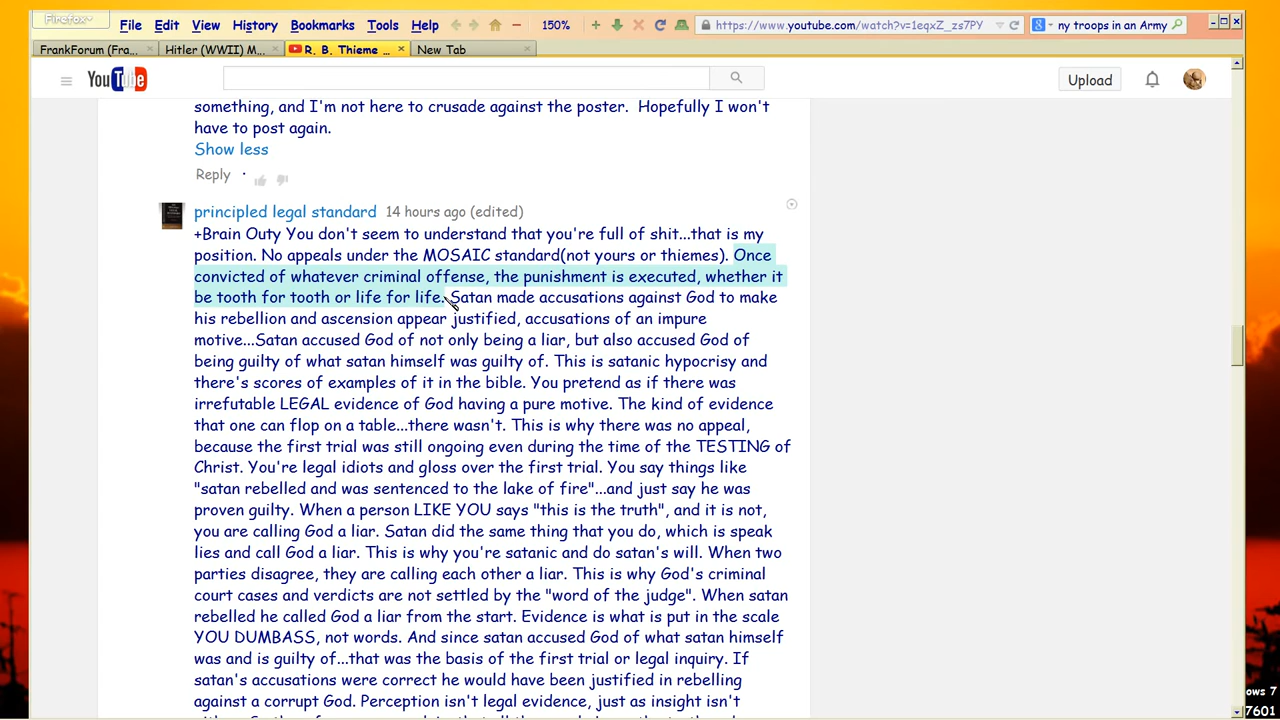 Firefox
File Edit View History Bookmarks Tools Help 150% https://www.youtube.com/watch?v=1eqxZ_zs7PY ny troops in an Army
FrankForum (Fra... Hitler (WWII) M... R. B. Thieme ... New Tab
YouTube Upload
something, and I'm not here to crusade against the poster. Hopefully I won't
have to post again.
Show less
Reply
principled legal standard 14 hours ago (edited)
+Brain Outy You don't seem to understand that you're full of shit...that is my
position. No appeals under the MOSAIC standard(not yours or thiemes). Once
convicted of whatever criminal offense, the punishment is executed, whether it
be tooth for tooth or life for life. Satan made accusations against God to make
his rebellion and ascension appear justified, accusations of an impure
motive...Satan accused God of not only being a liar, but also accused God of
being guilty of what satan himself was guilty of. This is satanic hypocrisy and
there's scores of examples of it in the bible. You pretend as if there was
irrefutable LEGAL evidence of God having a pure motive. The kind of evidence
that one can flop on a table...there wasn't. This is why there was no appeal,
because the first trial was still ongoing even during the time of the TESTING of
Christ. You're legal idiots and gloss over the first trial. You say things like
"satan rebelled and was sentenced to the lake of fire"...and just say he was
proven guilty. When a person LIKE YOU says "this is the truth", and it is not,
you are calling God a liar. Satan did the same thing that you do, which is speak
lies and call God a liar. This is why you're satanic and do satan's will. When two
parties disagree, they are calling each other a liar. This is why God's criminal
court cases and verdicts are not settled by the "word of the judge". When satan
rebelled he called God a liar from the start. Evidence is what is put in the scale
YOU DUMBASS, not words. And since satan accused God of what satan himself
was and is guilty of...that was the basis of the first trial or legal inquiry. If
satan's accusations were correct he would have been justified in rebelling
against a corrupt God. Perception isn't legal evidence, just as insight isn't
ows 7
7601